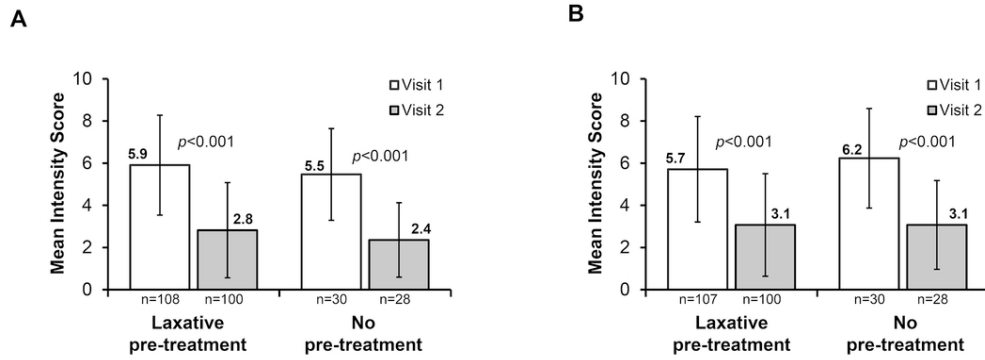 A
Mean Intensity Score
10
8
6
4
2
0
Visit 1
Visit 2
5.9
p<0.001
2.8
5.5
p<0.001
2.4
n=108 n=100 n=30 n=28
Laxative
pre-treatment
No
pre-treatment
B
Mean Intensity Score
10
8
6
4
2
0
Visit 1
Visit 2
5.7
p<0.001
3.1
6.2
p<0.001
3.1
n=107 n=100 n=30 n=28
Laxative
pre-treatment
No
pre-treatment